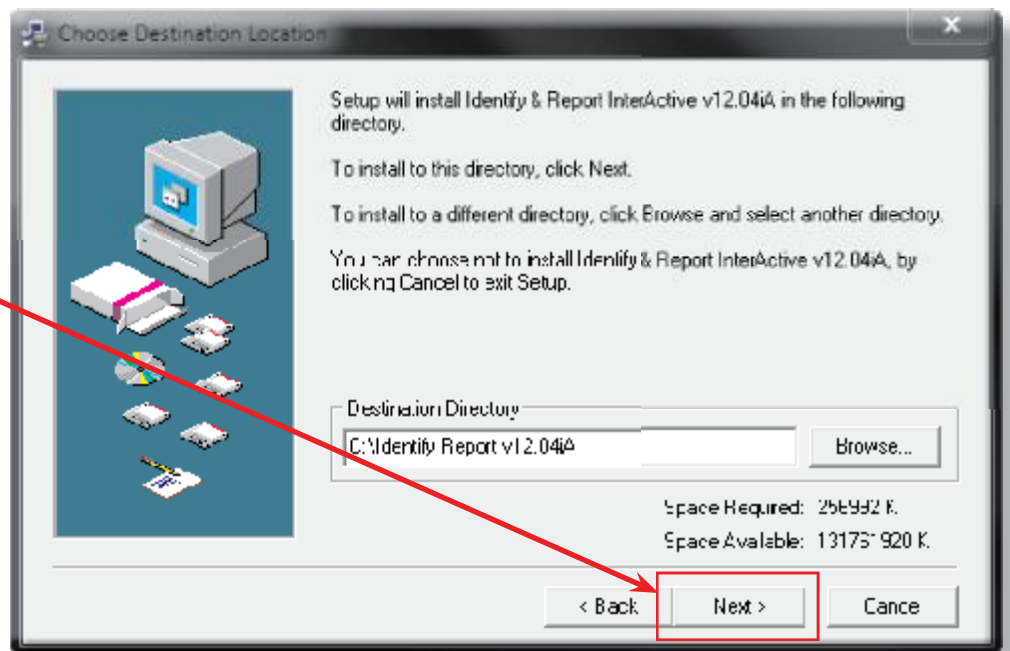 Choose Destination Location
Setup will install Identify & Report InterActive v12.04iA in the following
directory.
To install to this directory, click Next.
To install to a different directory, click Browse and select another directory.
You can choose not to install Identify & Report InterActive v12.04iA, by
clicking Cancel to exit Setup.
Destination Directory
C:\Identify Report v12.04iA
Browse...
Space Required:
Space Available:
< Back
Next >
Cance